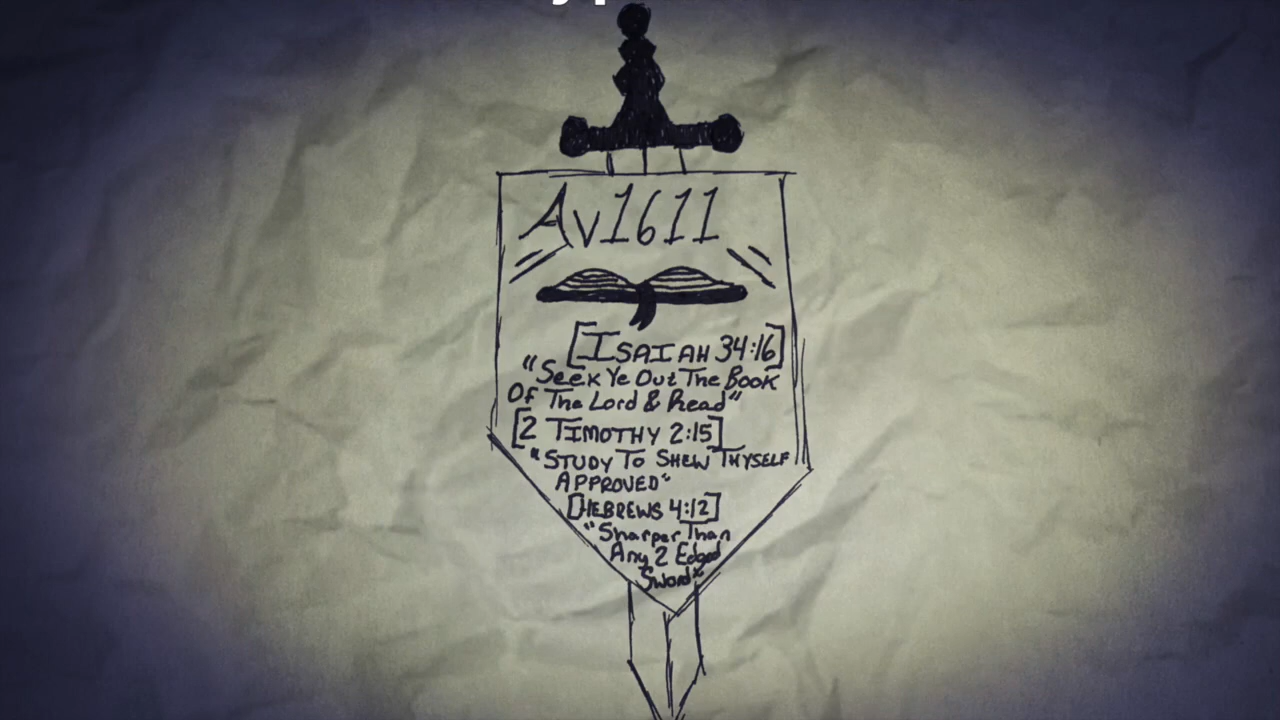 Av1611
[ISAIAH 34:16]
"Seek Ye Out The Book
Of The Lord & Read"
[2 TIMOTHY 2:15]
"STUDY TO SHEW THYSELF
APPROVED"
[HEBREWS 4:12]
"Sharper Than
Any 2 Edged
Sword"